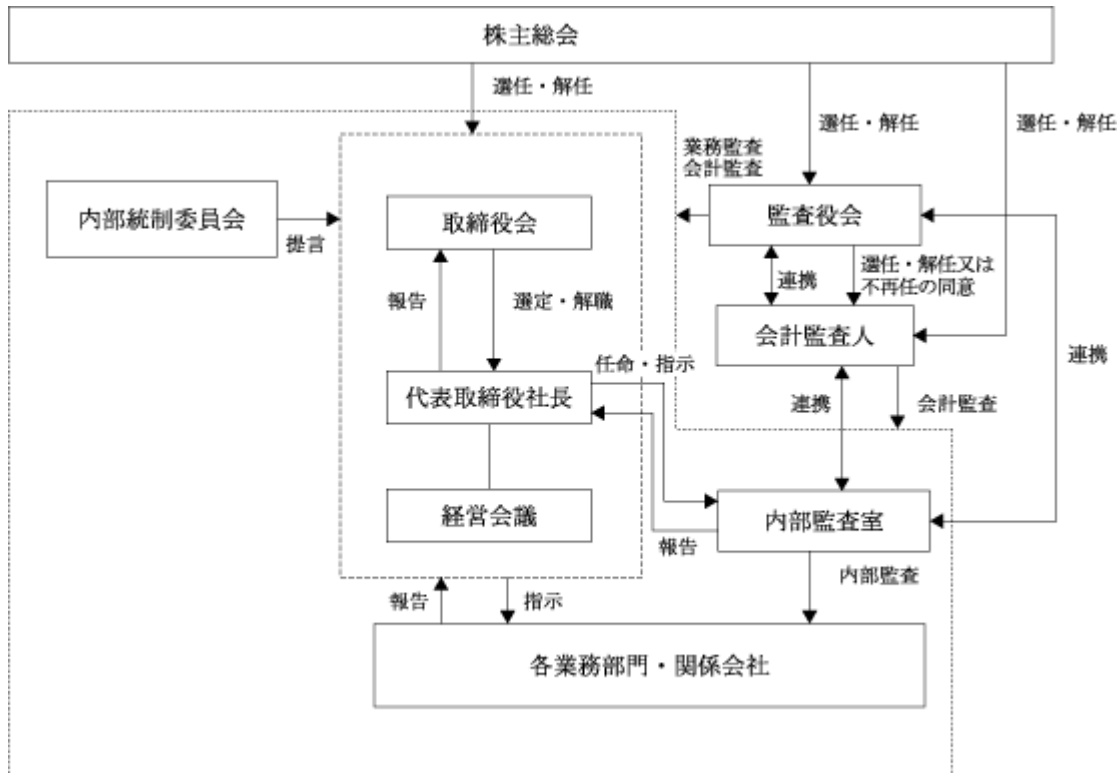 株主総会
選任・解任
選任・解任
選任・解任
業務監査
会計監査
内部統制委員会
提言
取締役会
監査役会
報告
選定・解職
連携
選任・解任又は
不再任の同意
会計監査人
連携
任命・指示
代表取締役社長
連携
会計監査
経営会議
内部監査室
報告
内部監査
報告
指示
各業務部門・関係会社